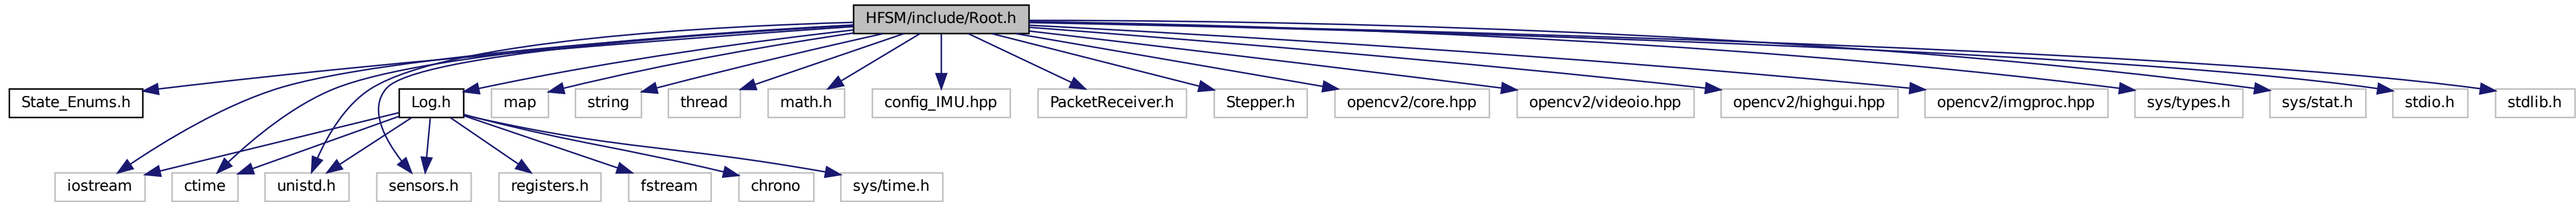 HFSM/include/Root.h
State_Enums.h
Log.h
map
string
thread
math.h
config_IMU.hpp
PacketReceiver.h
Stepper.h
opencv2/core.hpp
opencv2/videoio.hpp
opencv2/highgui.hpp
opencv2/imgproc.hpp
sys/types.h
sys/stat.h
stdio.h
stdlib.h
iostream
ctime
unistd.h
sensors.h
registers.h
fstream
chrono
sys/time.h